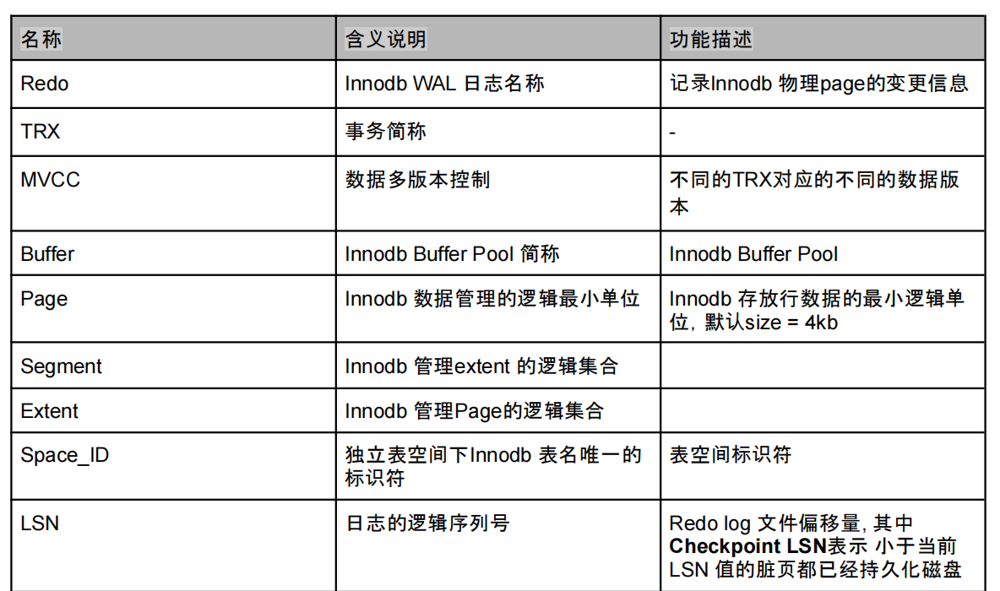 名称 含义说明 功能描述
Redo Innodb WAL 日志名称 记录Innodb 物理page的变更信息
TRX 事务简称 -
MVCC 数据多版本控制 不同的TRX对应的不同的数据版
本
Buffer Innodb Buffer Pool 简称 Innodb Buffer Pool
Page Innodb 数据管理的逻辑最小单位 Innodb 存放行数据的最小逻辑单
位, 默认size = 4kb
Segment Innodb 管理extent 的逻辑集合
Extent Innodb 管理Page的逻辑集合
Space_ID 独立表空间下Innodb 表名唯一的
标识符 表空间标识符
LSN 日志的逻辑序列号 Redo log 文件偏移量, 其中
Checkpoint LSN表示 小于当前
LSN 值的脏页都已经持久化磁盘